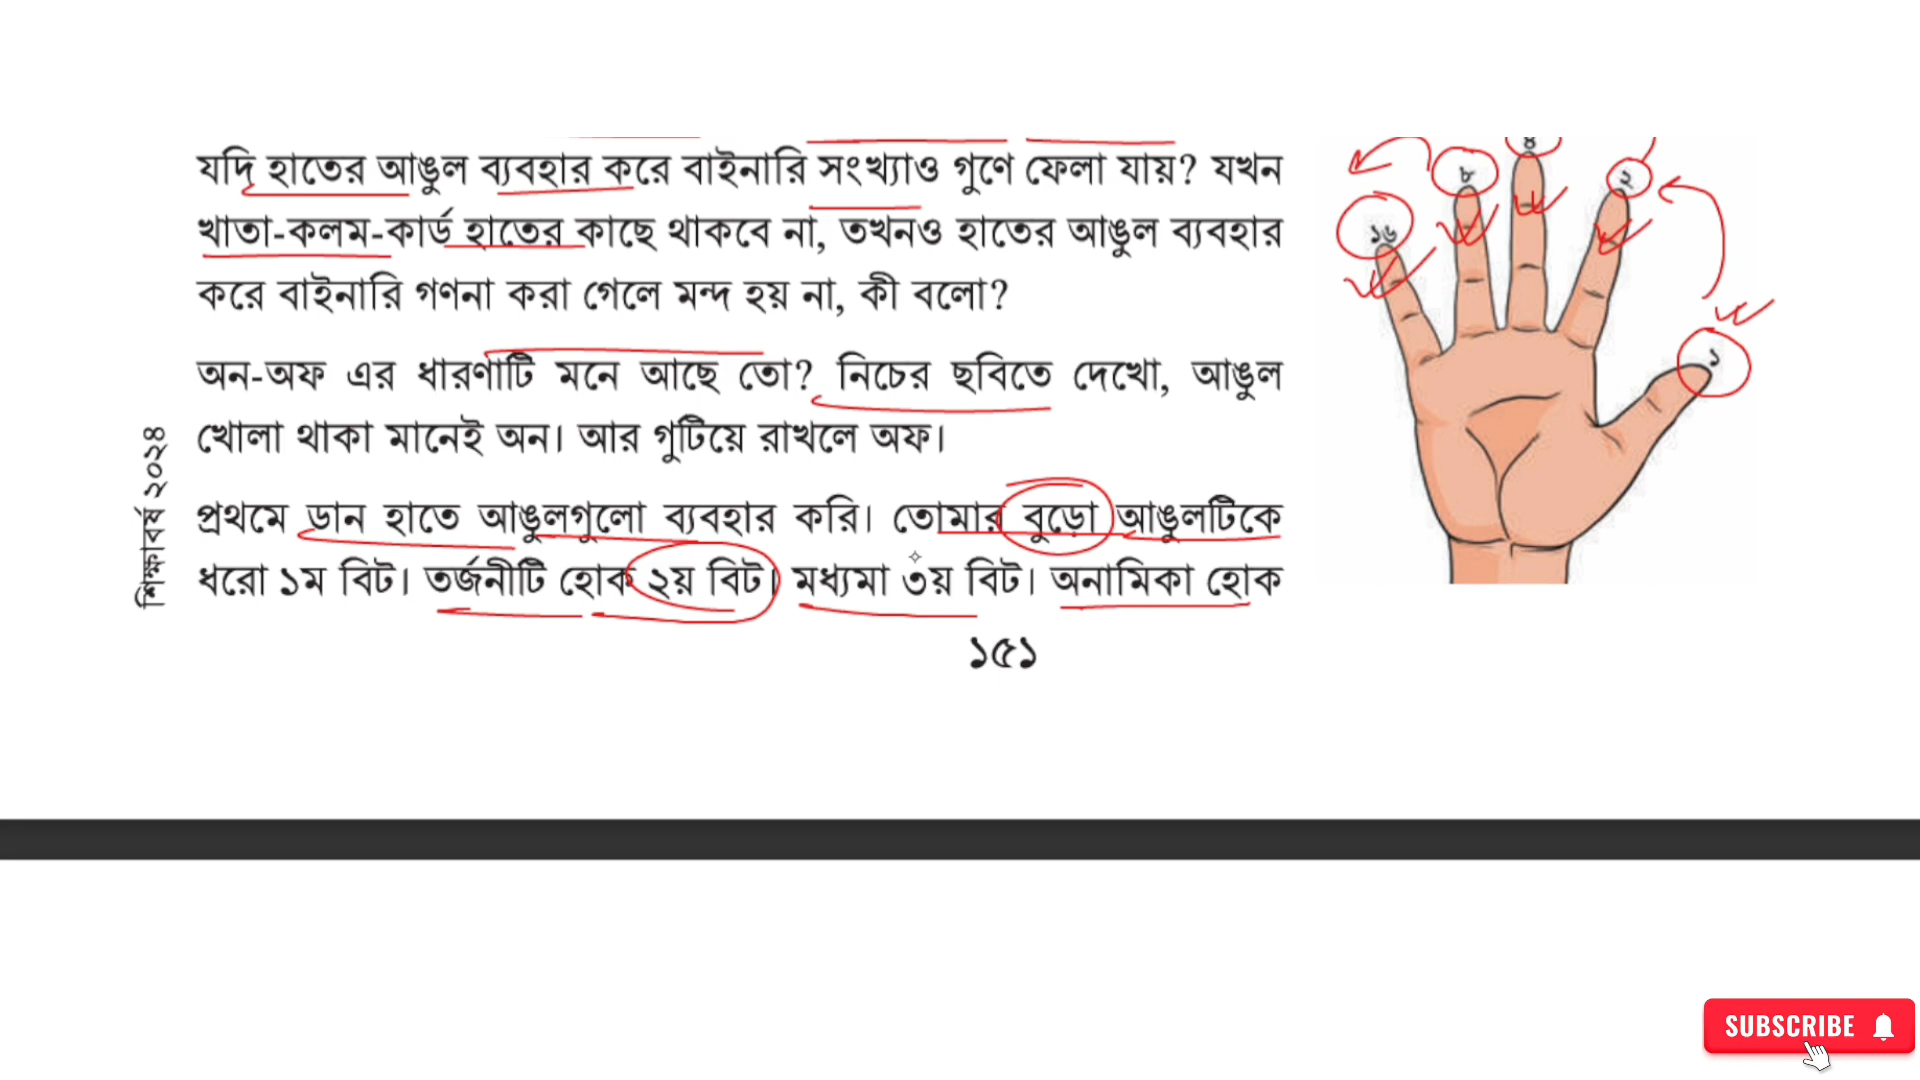 যদি হাতের আঙুল ব্যবহার করে বাইনারি সংখ্যাও গুণে ফেলা যায়? যখন
খাতা-কলম-কার্ড হাতের কাছে থাকবে না, তখনও হাতের আঙুল ব্যবহার
করে বাইনারি গণনা করা গেলে মন্দ হয় না, কী বলো?
অন-অফ এর ধারণাটি মনে আছে তো? নিচের ছবিতে দেখো, আঙুল
খোলা থাকা মানেই অন। আর গুটিয়ে রাখলে অফ।
প্রথমে ডান হাতে আঙুলগুলো ব্যবহার করি। তোমার বুড়ো আঙুলটিকে
ধরো ১ম বিট। তর্জনীটি হোক ২য় বিট। মধ্যমা ৩য় বিট। অনামিকা হোক
১৫১
শিক্ষাবর্ষ ২০২৪
১৬
৮
২
১
SUBSCRIBE